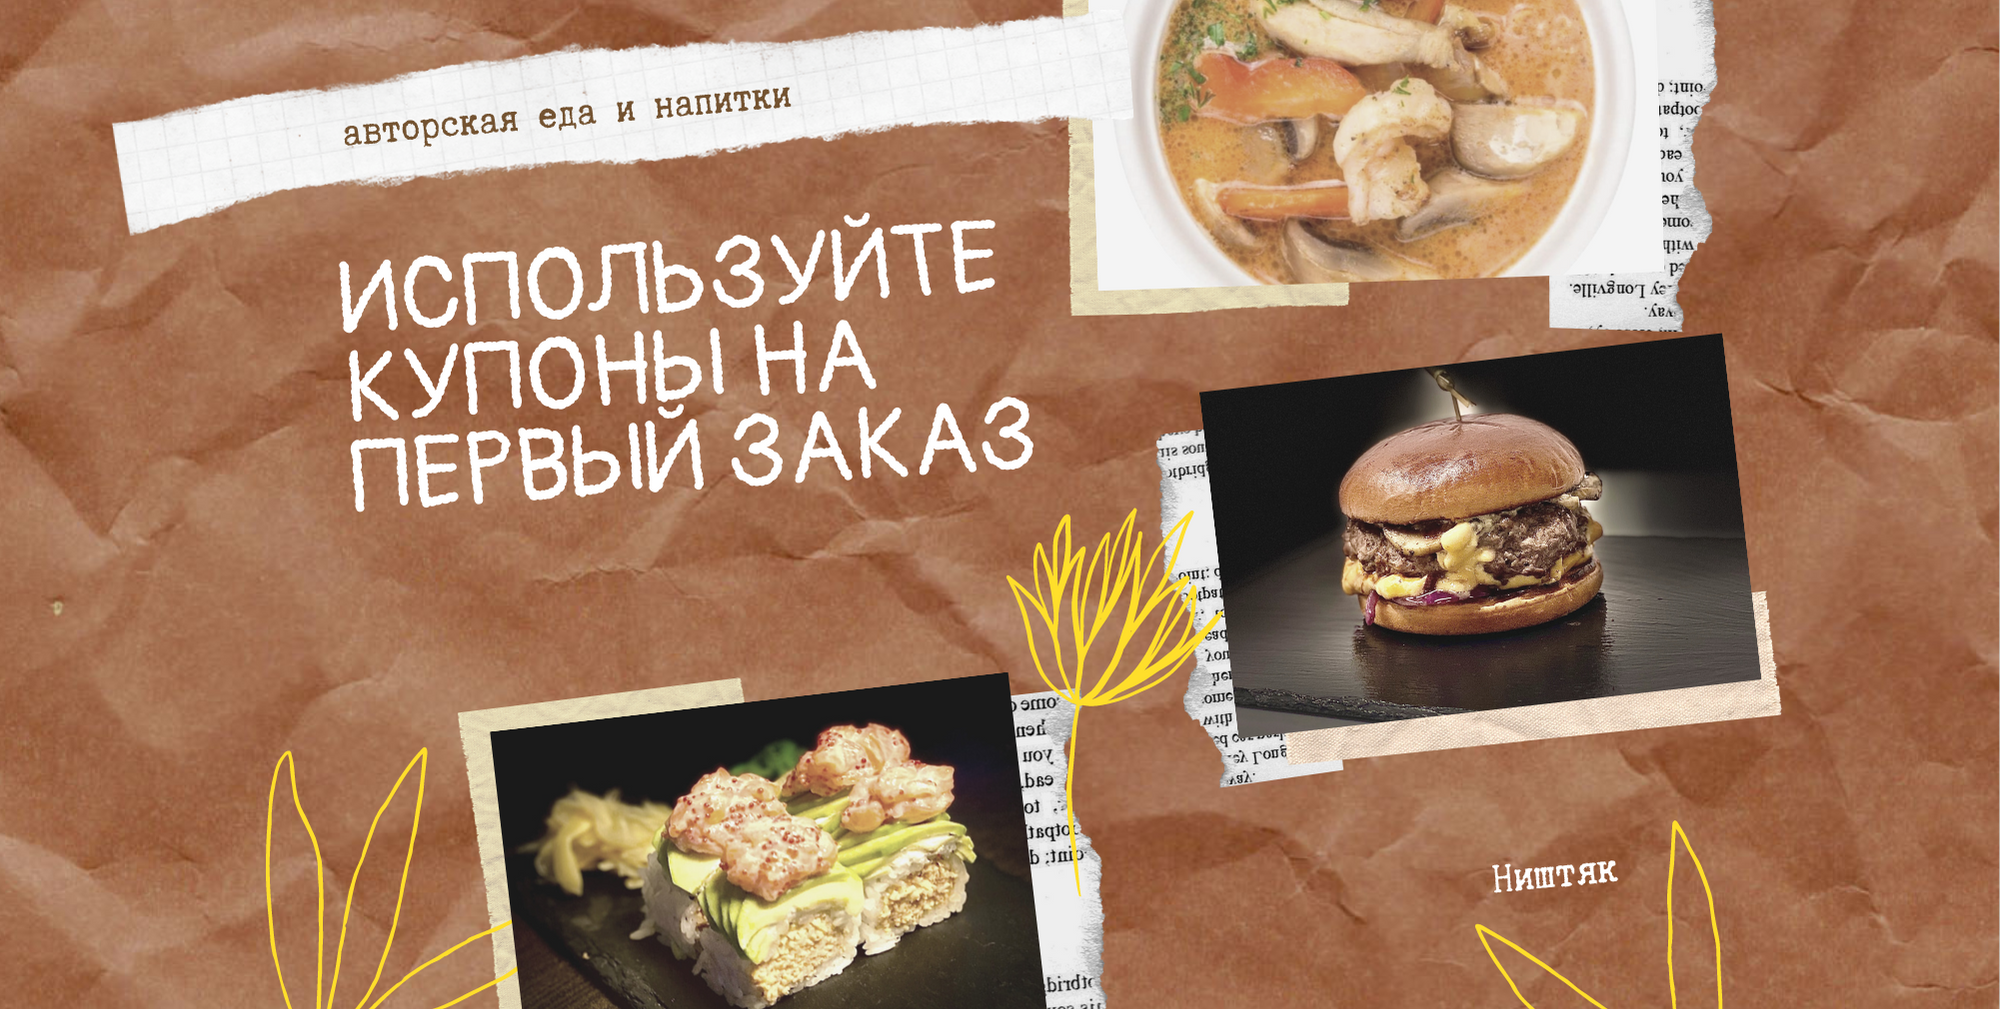 авторская еда и напитки
ИСПОЛЬЗУЙТЕ
КУПОНЫ НА
ПЕРВЫЙ ЗАКАЗ
Ништяк